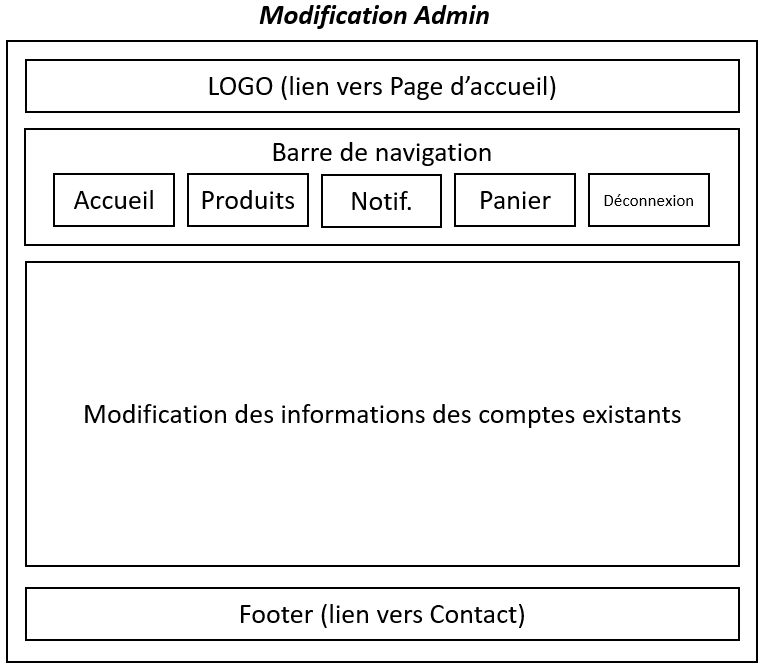 Modification Admin
LOGO (lien vers Page d’accueil)
Barre de navigation
Accueil
Produits
Notif.
Panier
Déconnexion
Modification des informations des comptes existants
Footer (lien vers Contact)